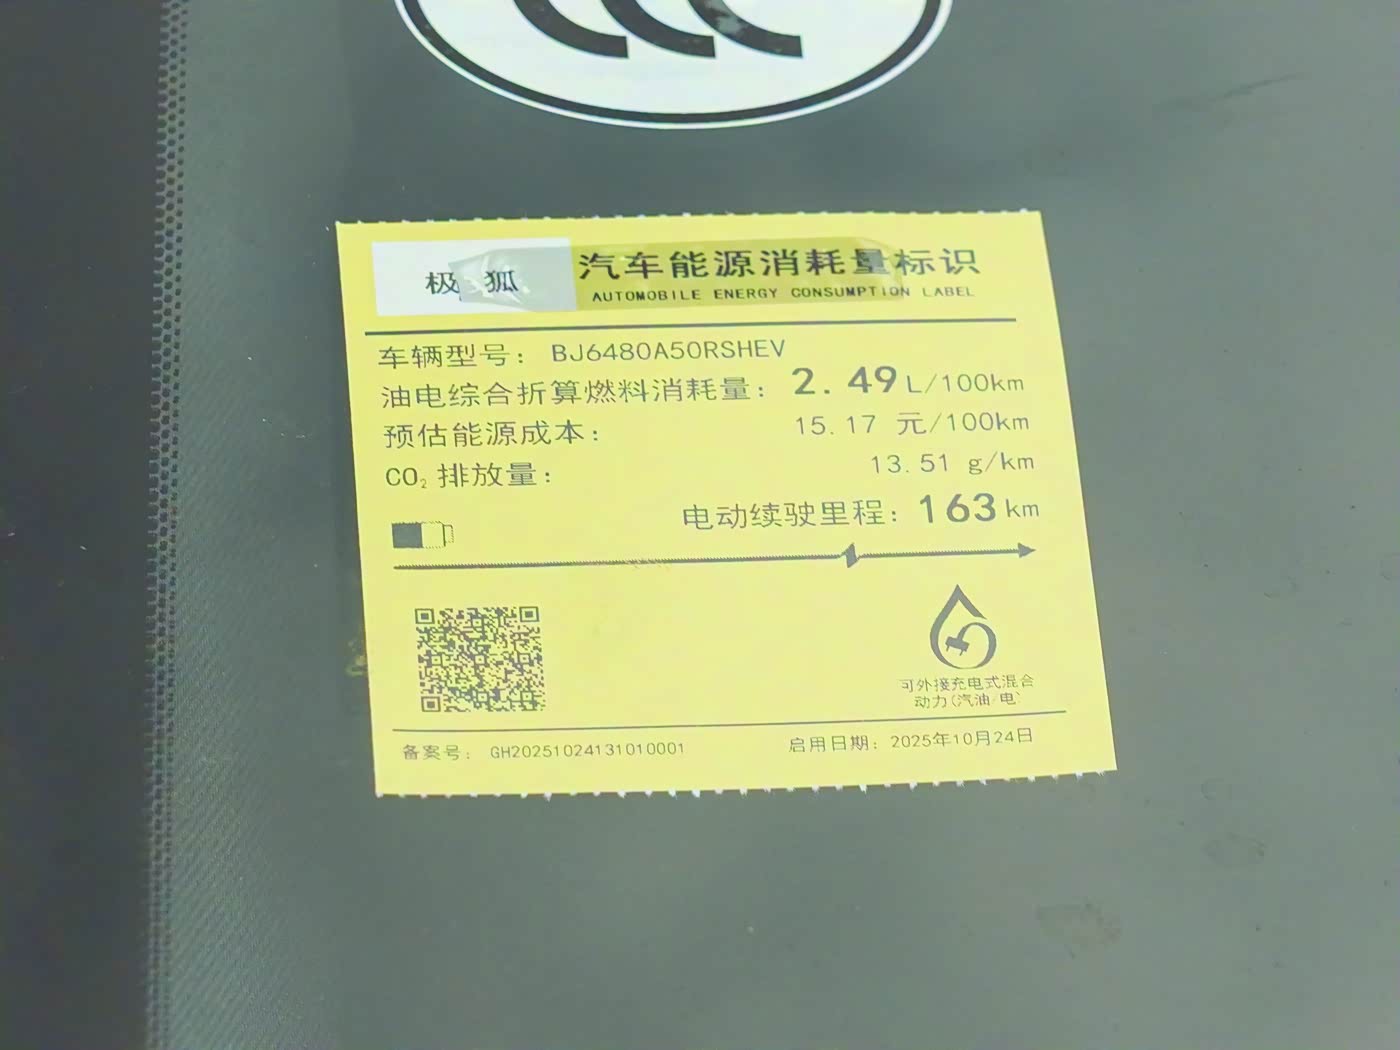 极狐 汽车能源消耗量标识
AUTOMOBILE ENERGY CONSUMPTION LABEL
车辆型号： BJ6480A50RSHEV
油电综合折算燃料消耗量： 2.49 L/100km
预估能源成本： 15.17 元/100km
CO₂ 排放量： 13.51 g/km
电动续驶里程： 163 km
可外接充电式混合
动力(汽油/电)
备案号： GH20251024131010001 启用日期： 2025年10月24日